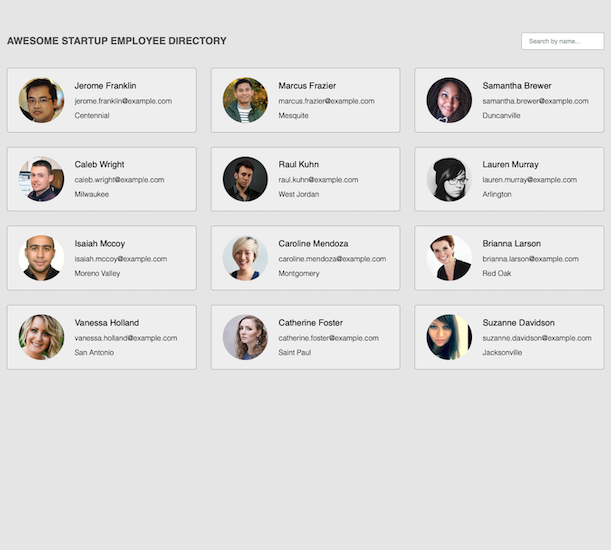 AWESOME STARTUP EMPLOYEE DIRECTORY
Search by name...
Jerome Franklin
jerome.franklin@example.com
Centennial
Marcus Frazier
marcus.frazier@example.com
Mesquite
Samantha Brewer
samantha.brewer@example.com
Duncanville
Caleb Wright
caleb.wright@example.com
Milwaukee
Raul Kuhn
raul.kuhn@example.com
West Jordan
Lauren Murray
lauren.murray@example.com
Arlington
Isaiah Mccoy
isaiah.mccoy@example.com
Moreno Valley
Caroline Mendoza
caroline.mendoza@example.com
Montgomery
Brianna Larson
brianna.larson@example.com
Red Oak
Vanessa Holland
vanessa.holland@example.com
San Antonio
Catherine Foster
catherine.foster@example.com
Saint Paul
Suzanne Davidson
suzanne.davidson@example.com
Jacksonville